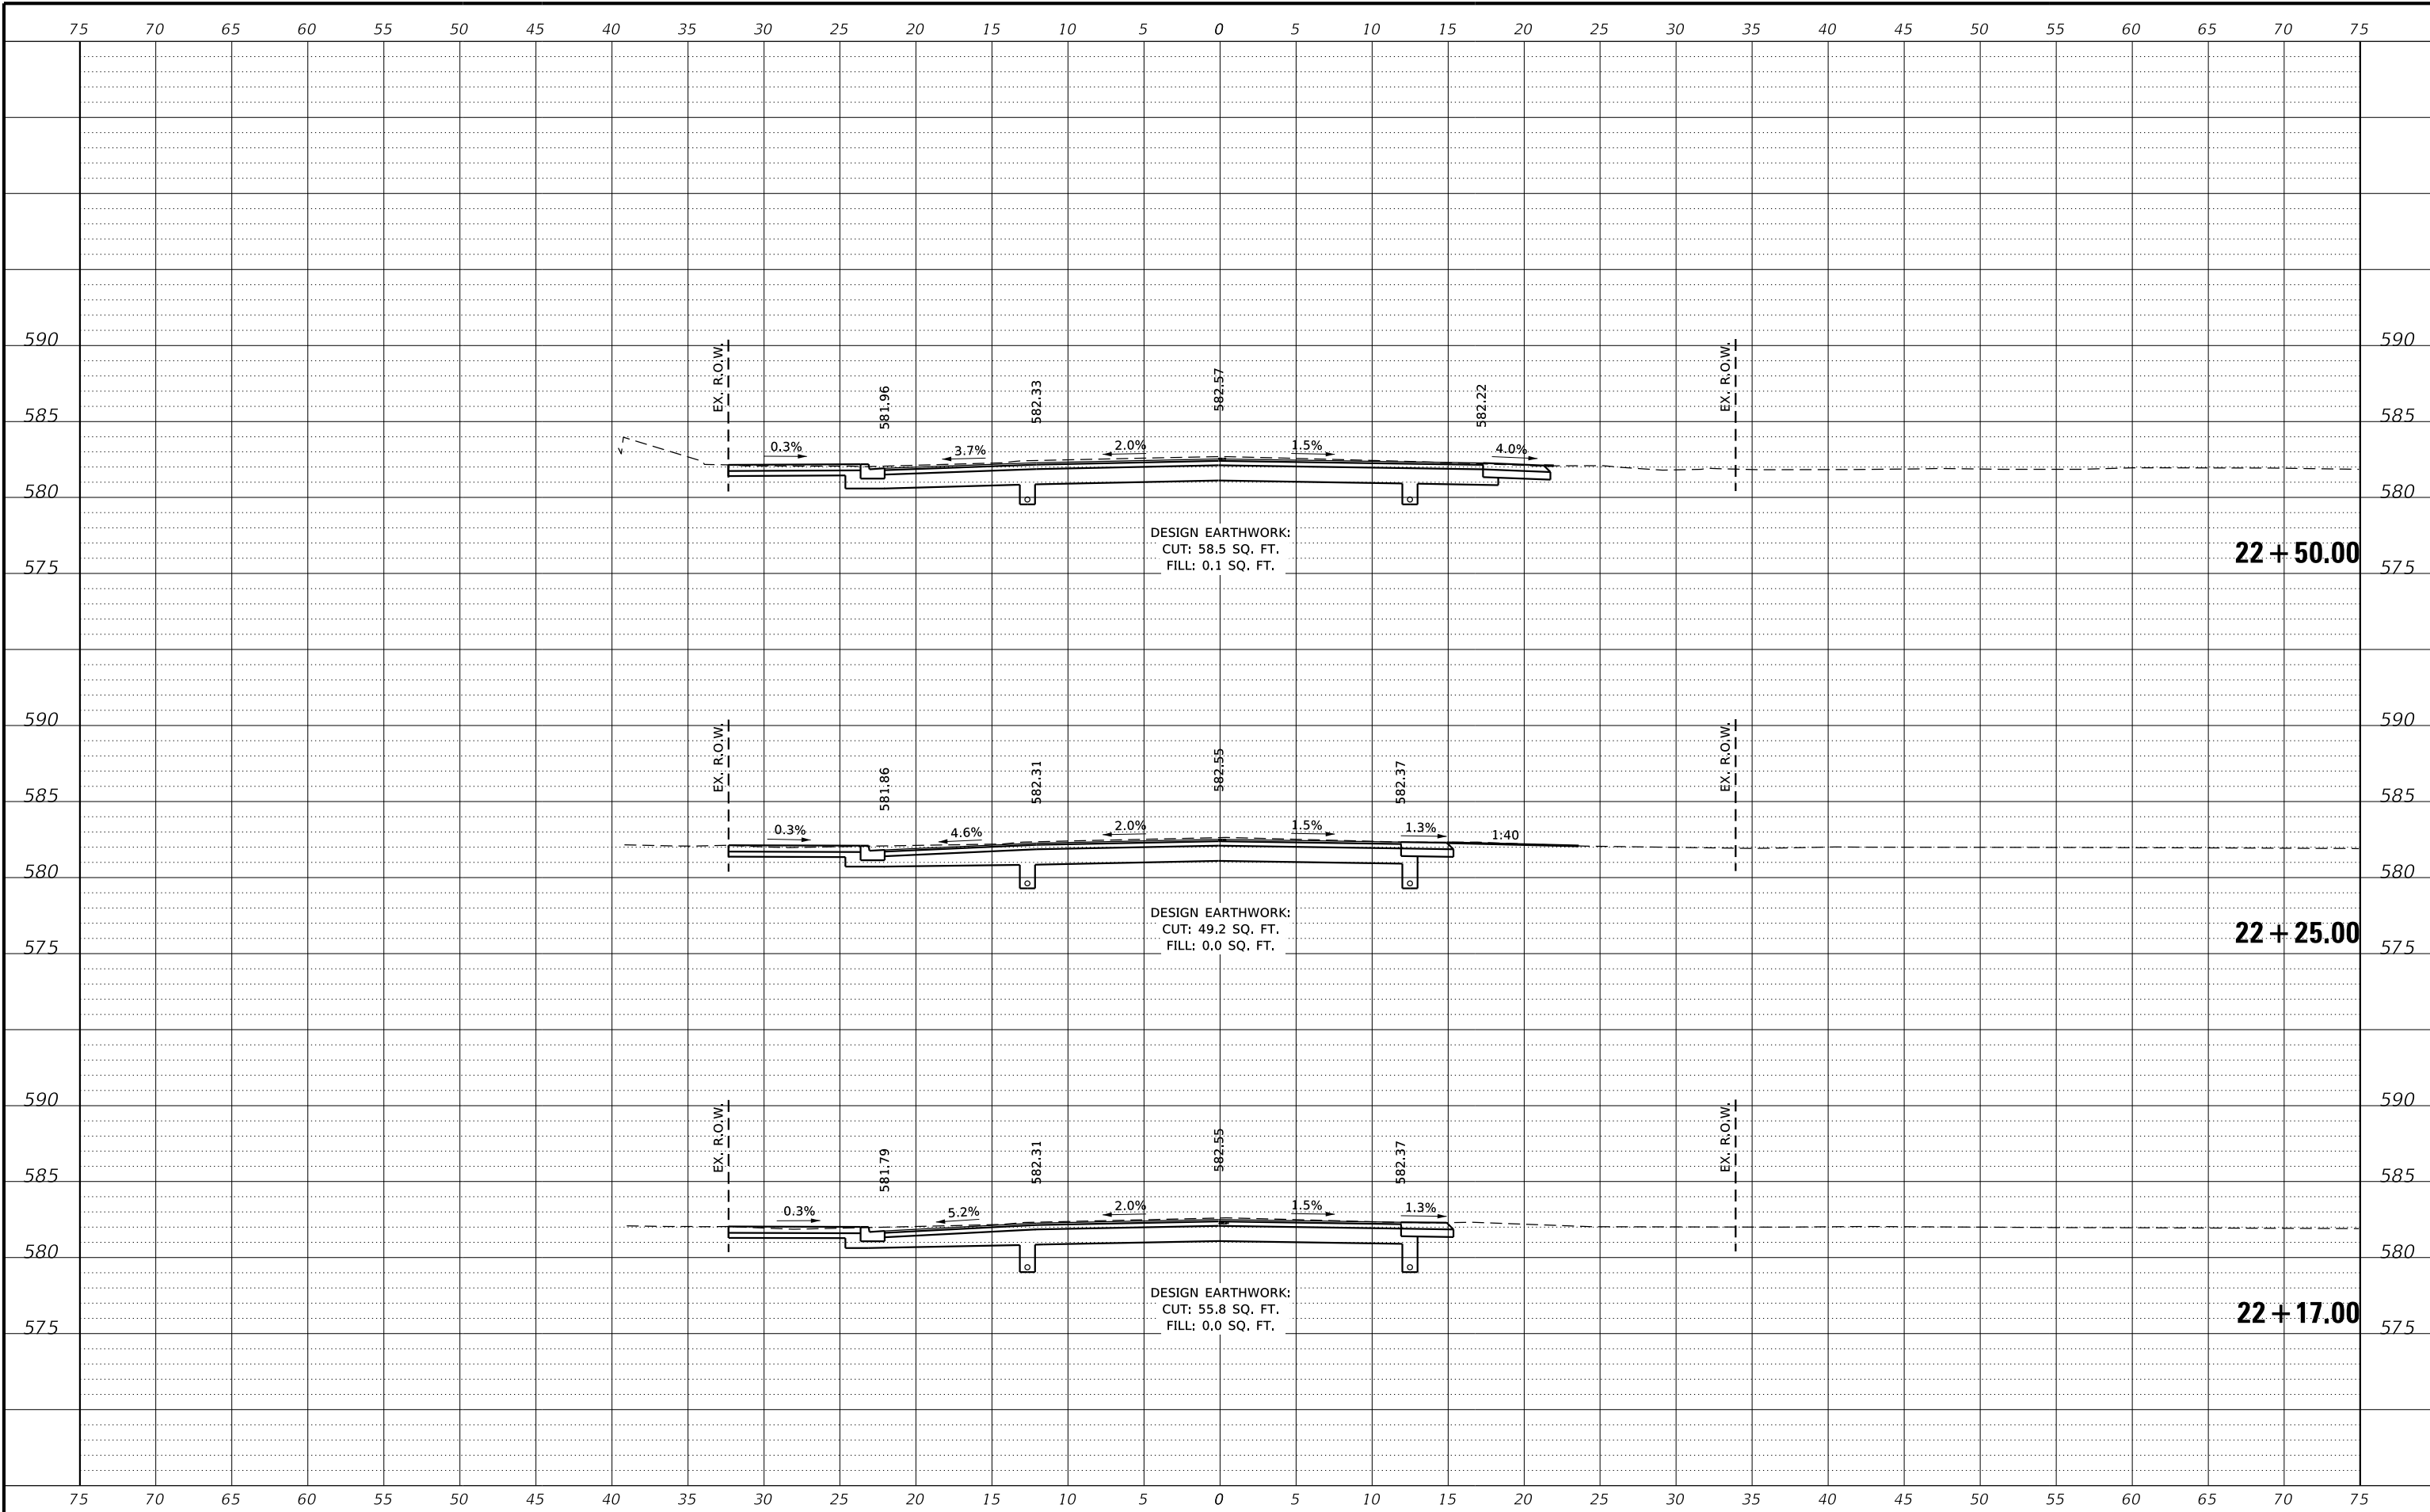 75 70 65 60 55 50 45 40 35 30 25 20 15 10 5 0 5 10 15 20 25 30 35 40 45 50 55 60 65 70 75
590 590
EX. R.O.W. 581.96 582.33 582.57 582.22 EX. R.O.W.
585 585
0.3% 3.7% 2.0% 1.5% 4.0%
580 580
DESIGN EARTHWORK:
CUT: 58.5 SQ. FT.
FILL: 0.1 SQ. FT.
22+50.00
575 575
590 590
EX. R.O.W. 581.86 582.31 582.55 582.37 EX. R.O.W.
585 585
0.3% 4.6% 2.0% 1.5% 1.3% 1:40
580 580
DESIGN EARTHWORK:
CUT: 49.2 SQ. FT.
FILL: 0.0 SQ. FT.
22+25.00
575 575
590 590
EX. R.O.W. 581.79 582.31 582.55 582.37 EX. R.O.W.
585 585
0.3% 5.2% 2.0% 1.5% 1.3%
580 580
DESIGN EARTHWORK:
CUT: 55.8 SQ. FT.
FILL: 0.0 SQ. FT.
22+17.00
575 575
75 70 65 60 55 50 45 40 35 30 25 20 15 10 5 0 5 10 15 20 25 30 35 40 45 50 55 60 65 70 75